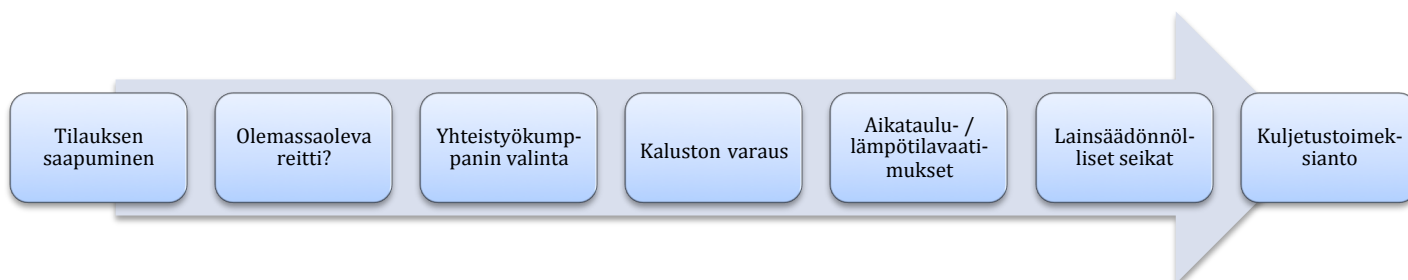 Tilauksen
saapuminen
Olemassaoleva
reitti?
Yhteistyökump-
panin valinta
Kaluston varaus
Aikataulu- /
lämpötilavaati-
mukset
Lainsäädönnöl-
liset seikat
Kuljetustoimek-
sianto